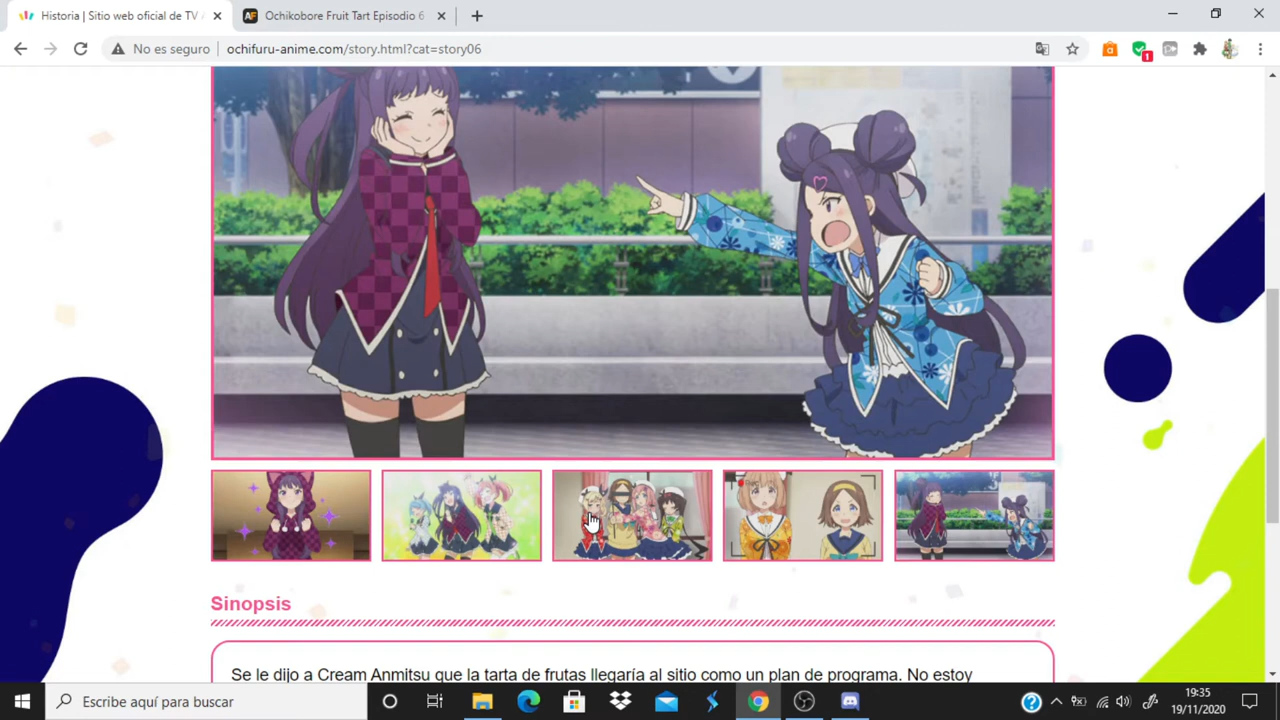 Historia | Sitio web oficial de TV A
Ochikobore Fruit Tart Episodio 6
No es seguro
ochifuru-anime.com/story.html?cat=story06
1
Sinopsis
Se le dijo a Cream Anmitsu que la tarta de frutas llegaría al sitio como un plan de programa. No estoy
Escribe aquí para buscar
19:35
19/11/2020